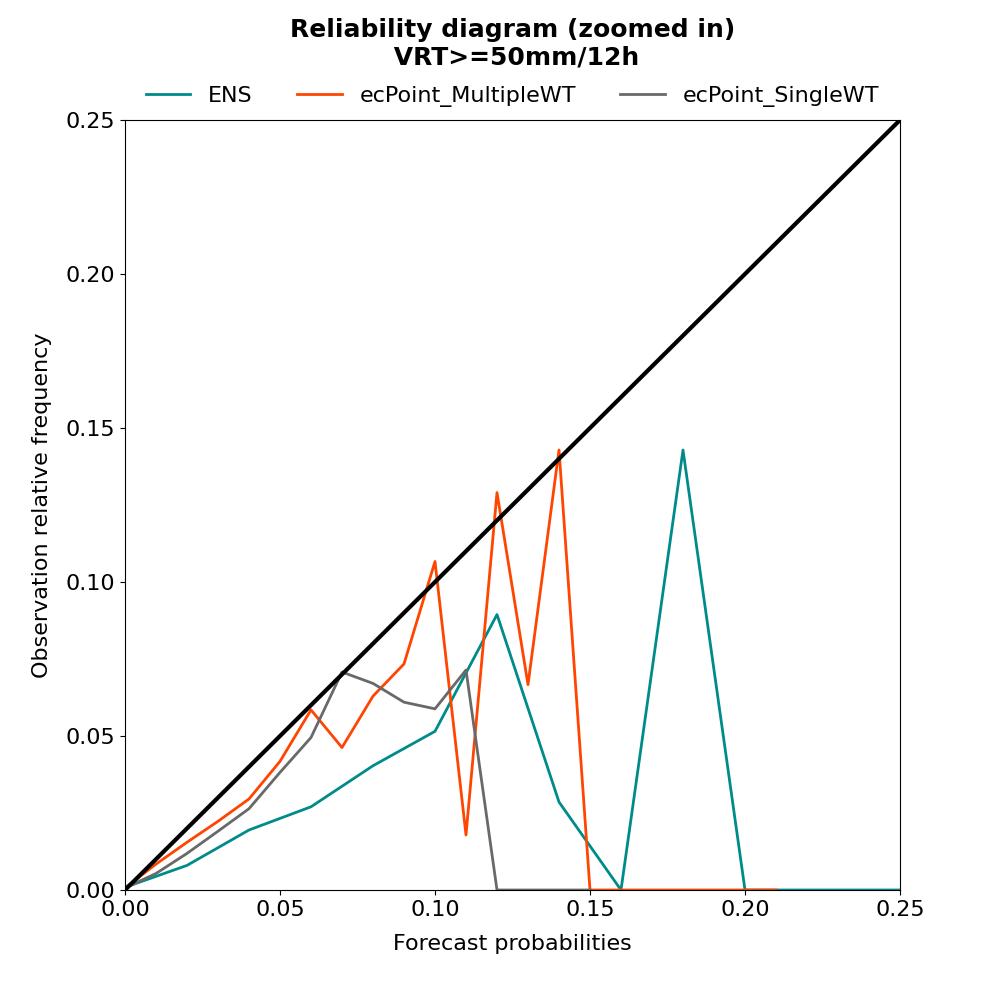 Reliability diagram (zoomed in)
VRT>=50mm/12h
ENS ecPoint_MultipleWT ecPoint_SingleWT
0.25
0.20
0.15
0.10
0.05
0.00
Observation relative frequency
0.00 0.05 0.10 0.15 0.20 0.25
Forecast probabilities